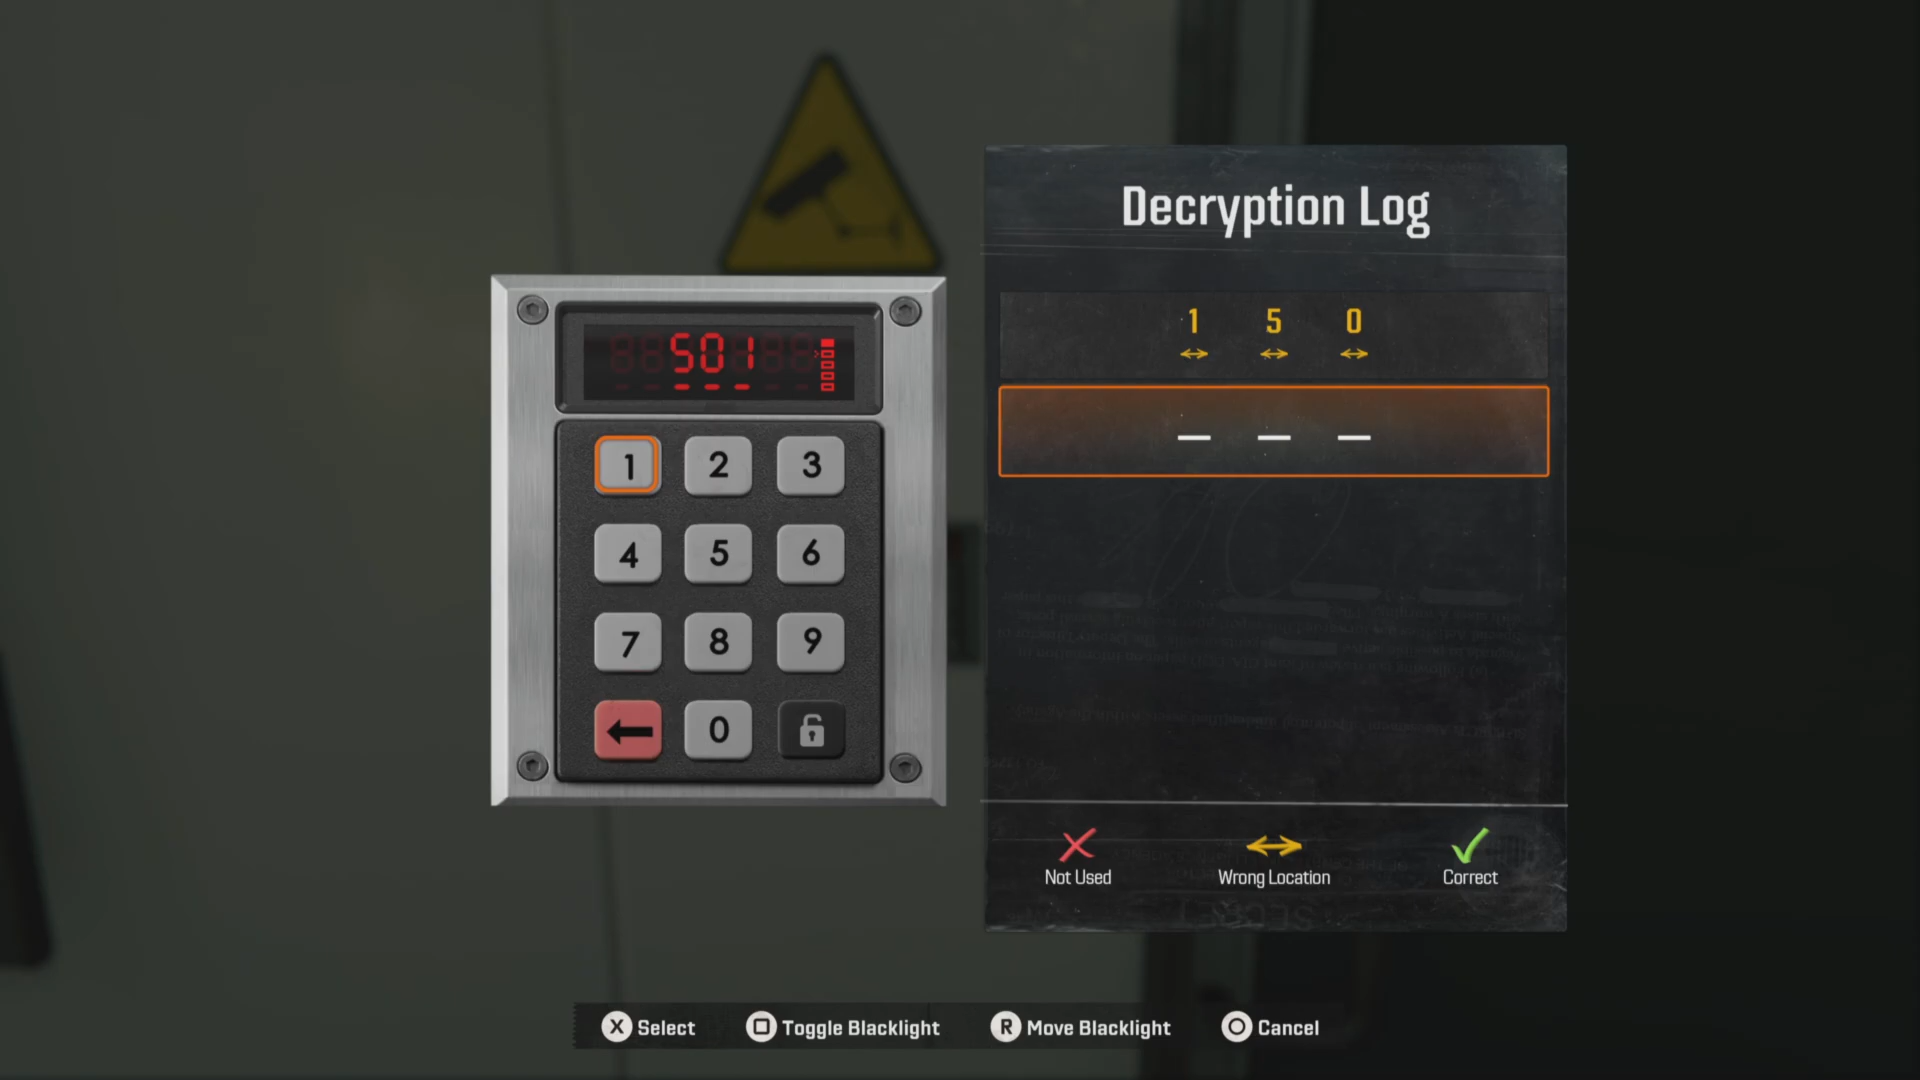 Decryption Log
1 5 0
501
1 2 3
4 5 6
7 8 9
0
Not Used
Wrong Location
Correct
X Select
Toggle Blacklight
R Move Blacklight
Cancel